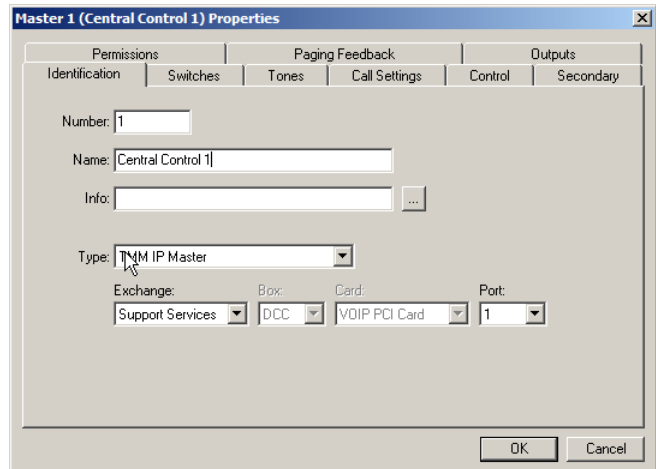 Master 1 (Central Control 1) Properties
Permissions Paging Feedback Outputs
Identification Switches Tones Call Settings Control Secondary
Number: 1
Name: Central Control 1
Info: ...
Type: TMM IP Master
Exchange: Box: Card: Port:
Support Services DCC VOIP PCI Card 1
OK Cancel